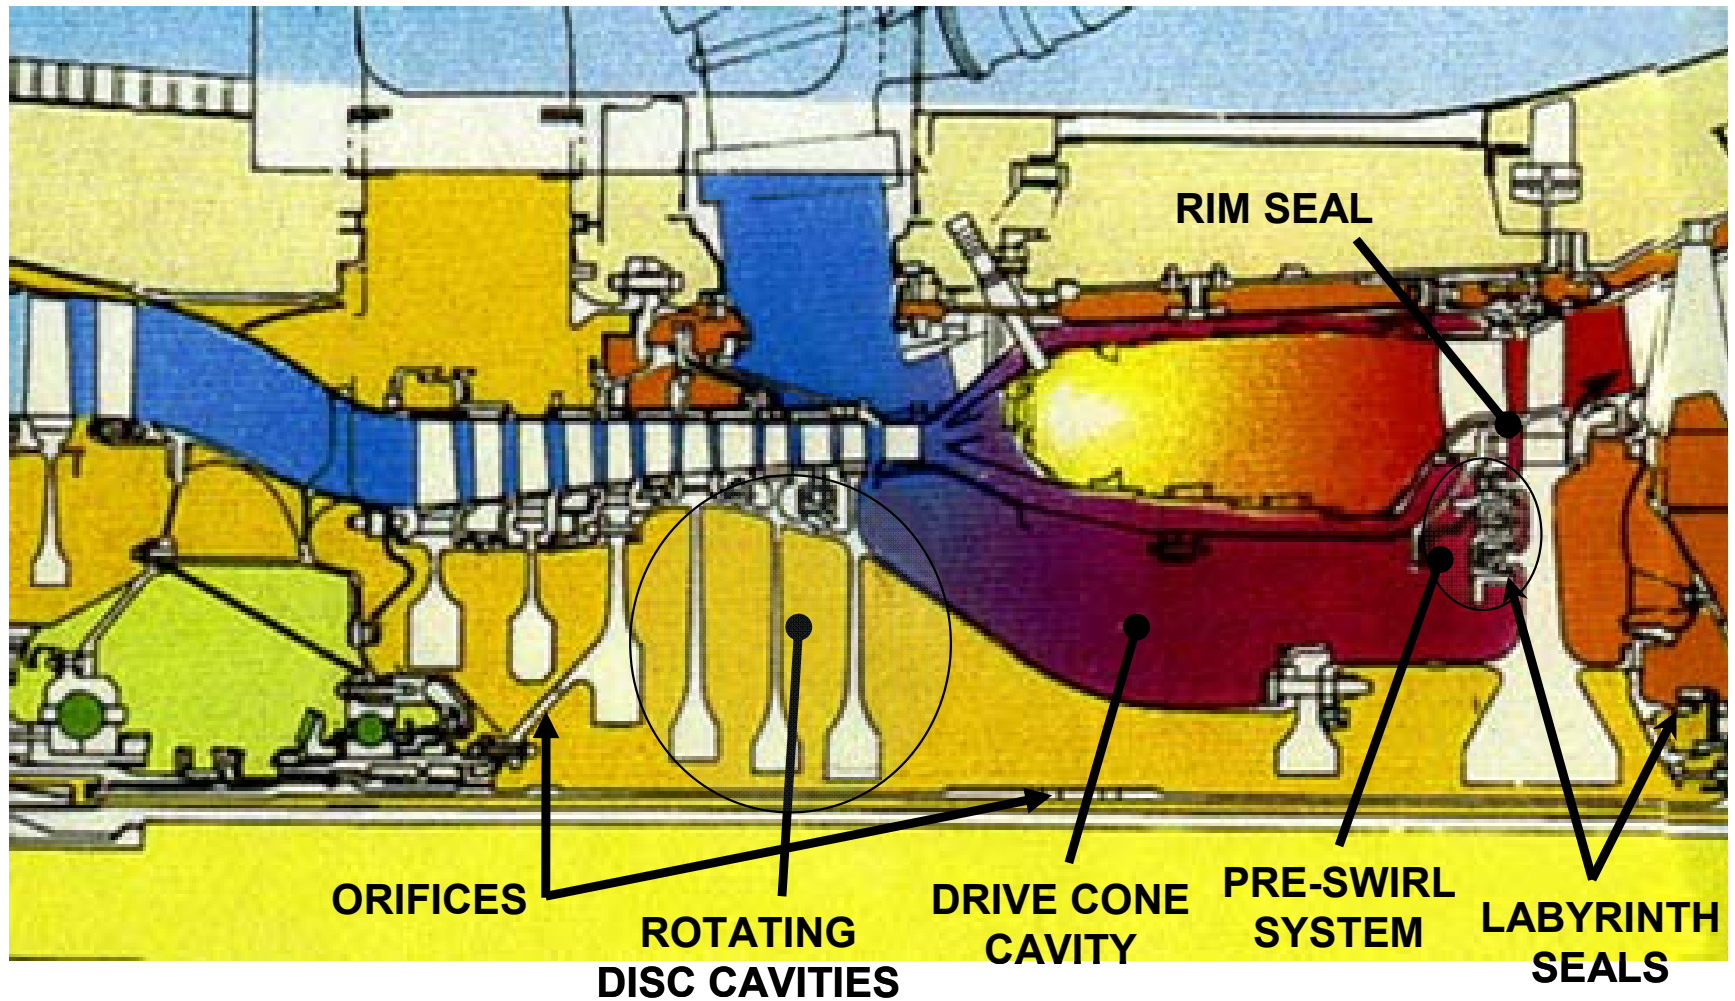 RIM SEAL
ORIFICES
ROTATING
DISC CAVITIES
DRIVE CONE
CAVITY
PRE-SWIRL
SYSTEM
LABYRINTH
SEALS